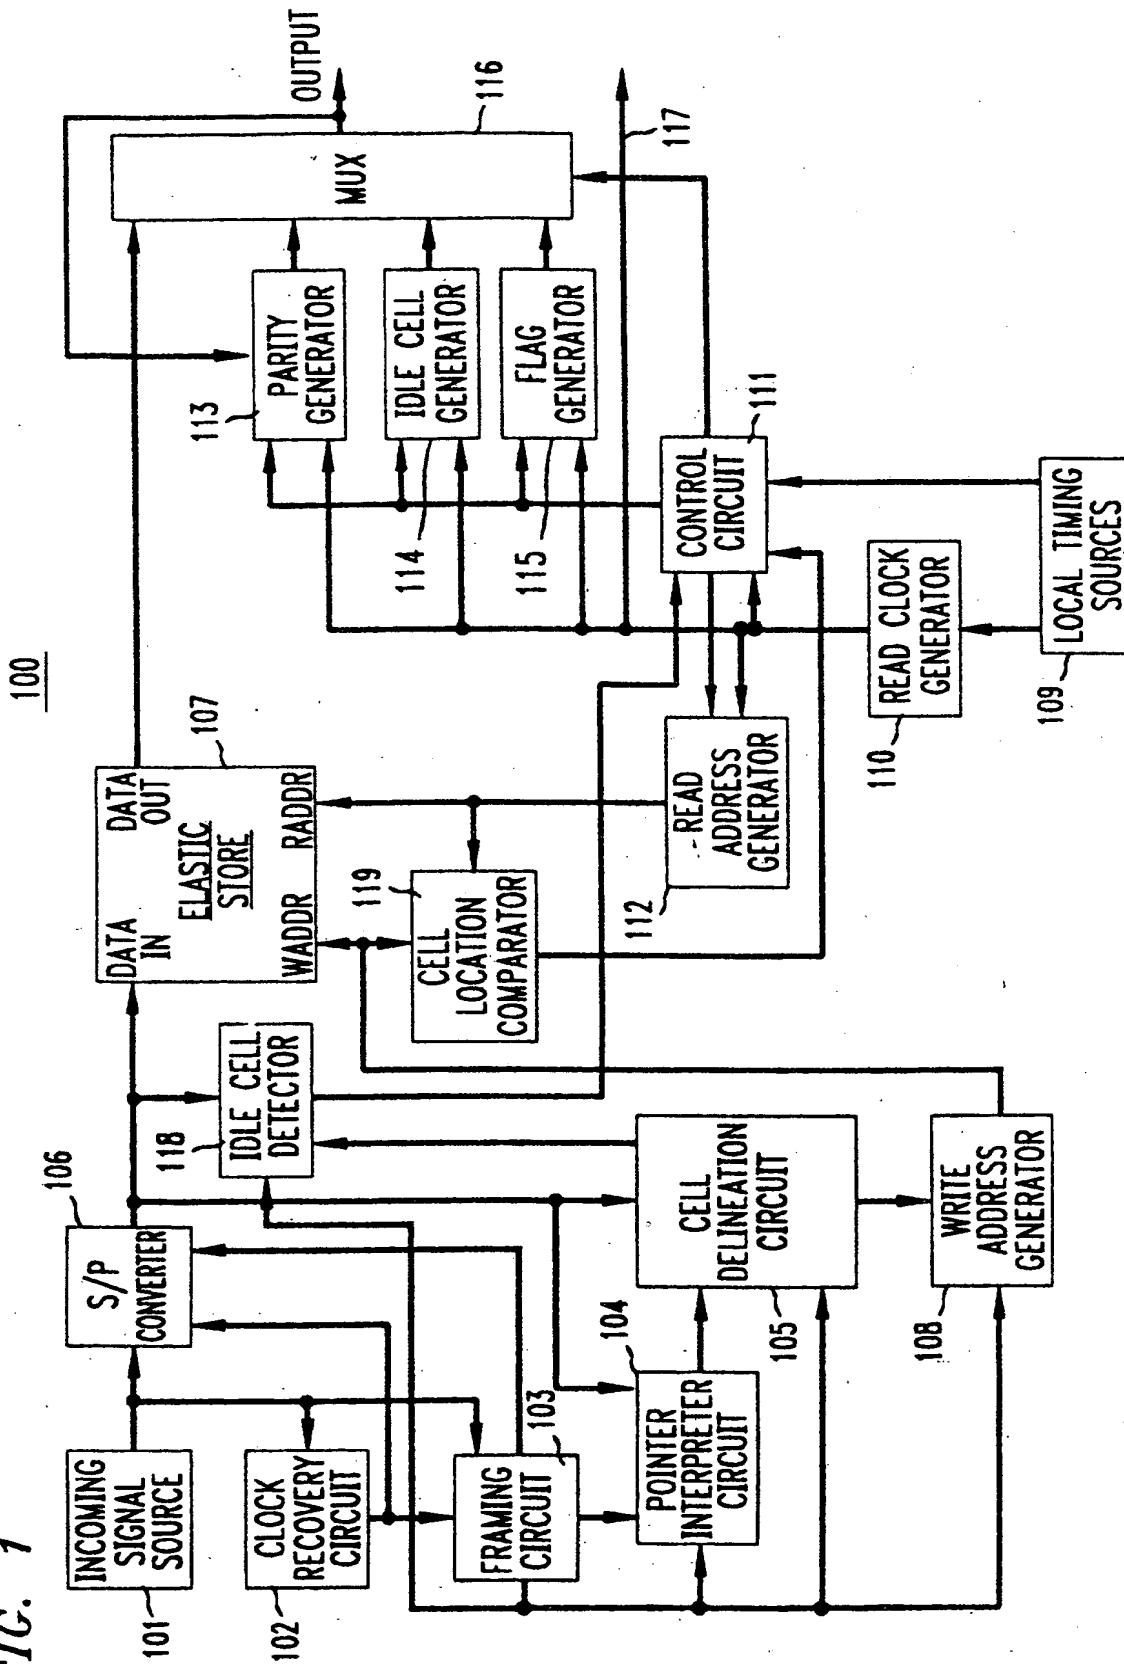 FIG. 1
100
INCOMING
SIGNAL
SOURCE
101
S/P
CONVERTER
106
DATA
IN
DATA
OUT
ELASTIC
STORE
WADDR
RADDR
107
MUX
116
OUTPUT
CLOCK
RECOVERY
CIRCUIT
102
IDLE CELL
DETECTOR
118
CELL
LOCATION
COMPARATOR
119
PARITY
GENERATOR
113
IDLE CELL
GENERATOR
114
FLAG
GENERATOR
115
117
FRAMING
CIRCUIT
103
POINTER
INTERPRETER
CIRCUIT
104
CELL
DELINEATION
CIRCUIT
105
READ
ADDRESS
GENERATOR
112
CONTROL
CIRCUIT
111
WRITE
ADDRESS
GENERATOR
108
READ CLOCK
GENERATOR
110
LOCAL TIMING
SOURCES
109